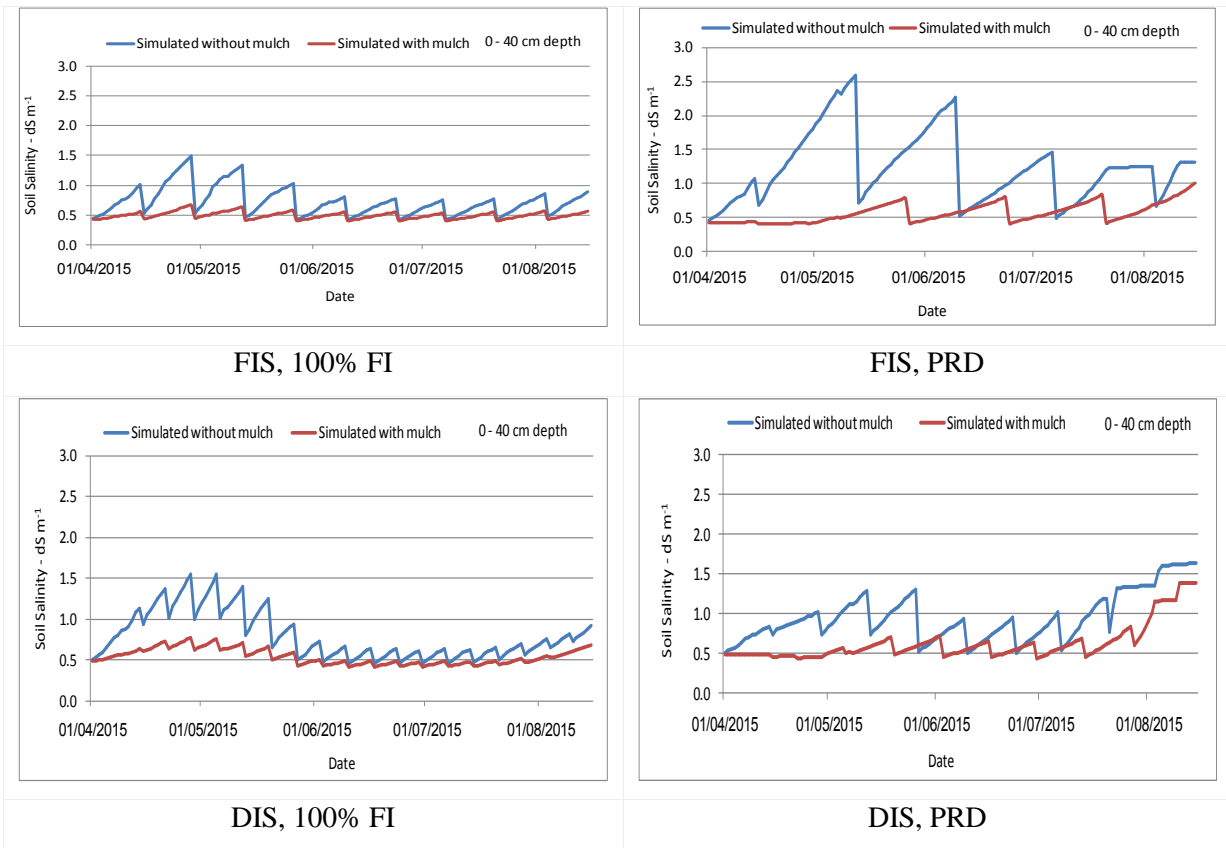 Simulated without mulch Simulated with mulch 0 - 40 cm depth
Soil Salinity - dS m⁻¹
3.0
2.5
2.0
1.5
1.0
0.5
0.0
01/04/2015 01/05/2015 01/06/2015 01/07/2015 01/08/2015
Date
FIS, 100% FI
Simulated without mulch Simulated with mulch 0 - 40 cm depth
Soil Salinity - dS m⁻¹
3.0
2.5
2.0
1.5
1.0
0.5
0.0
01/04/2015 01/05/2015 01/06/2015 01/07/2015 01/08/2015
Date
FIS, PRD
Simulated without mulch Simulated with mulch 0 - 40 cm depth
Soil Salinity - dS m⁻¹
3.0
2.5
2.0
1.5
1.0
0.5
0.0
01/04/2015 01/05/2015 01/06/2015 01/07/2015 01/08/2015
Date
DIS, 100% FI
Simulated without mulch Simulated with mulch 0 - 40 cm depth
Soil Salinity - dS m⁻¹
3.0
2.5
2.0
1.5
1.0
0.5
0.0
01/04/2015 01/05/2015 01/06/2015 01/07/2015 01/08/2015
Date
DIS, PRD